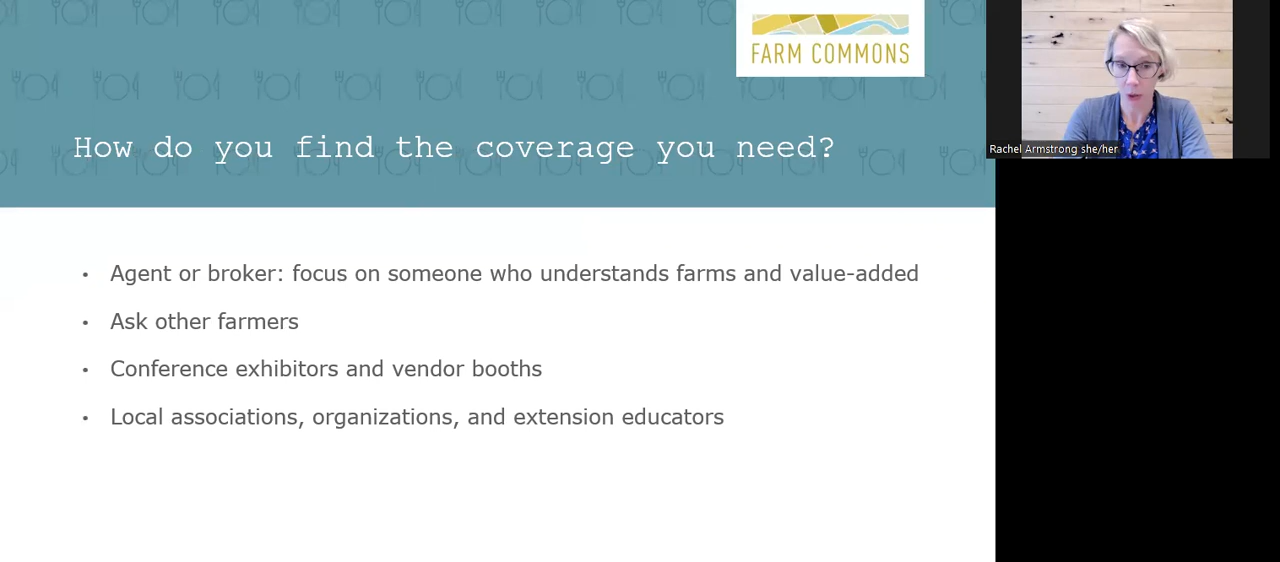 FARM COMMONS
How do you find the coverage you need?
Rachel Armstrong she/her
• Agent or broker: focus on someone who understands farms and value-added
• Ask other farmers
• Conference exhibitors and vendor booths
• Local associations, organizations, and extension educators